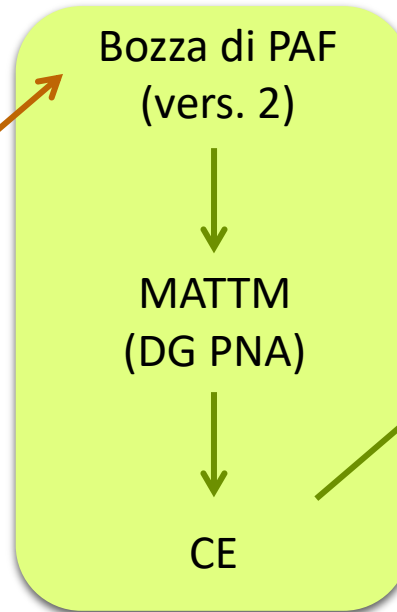 Bozza di PAF
(vers. 2)
MATTM
(DG PNA)
CE